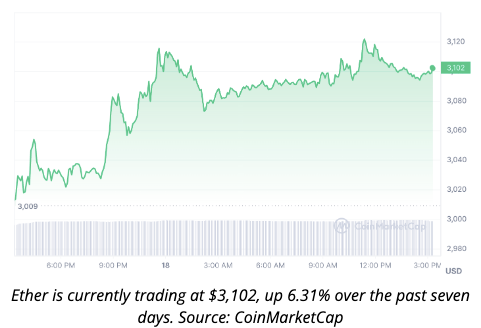 3,120
3,102
3,080
3,060
3,040
3,020
3,009
3,000
CoinMarketCap
2,980
6:00 PM 9:00 PM 18 3:00 AM 6:00 AM 9:00 AM 12:00 PM 3:00 PM
USD
Ether is currently trading at $3,102, up 6.31% over the past seven
days. Source: CoinMarketCap